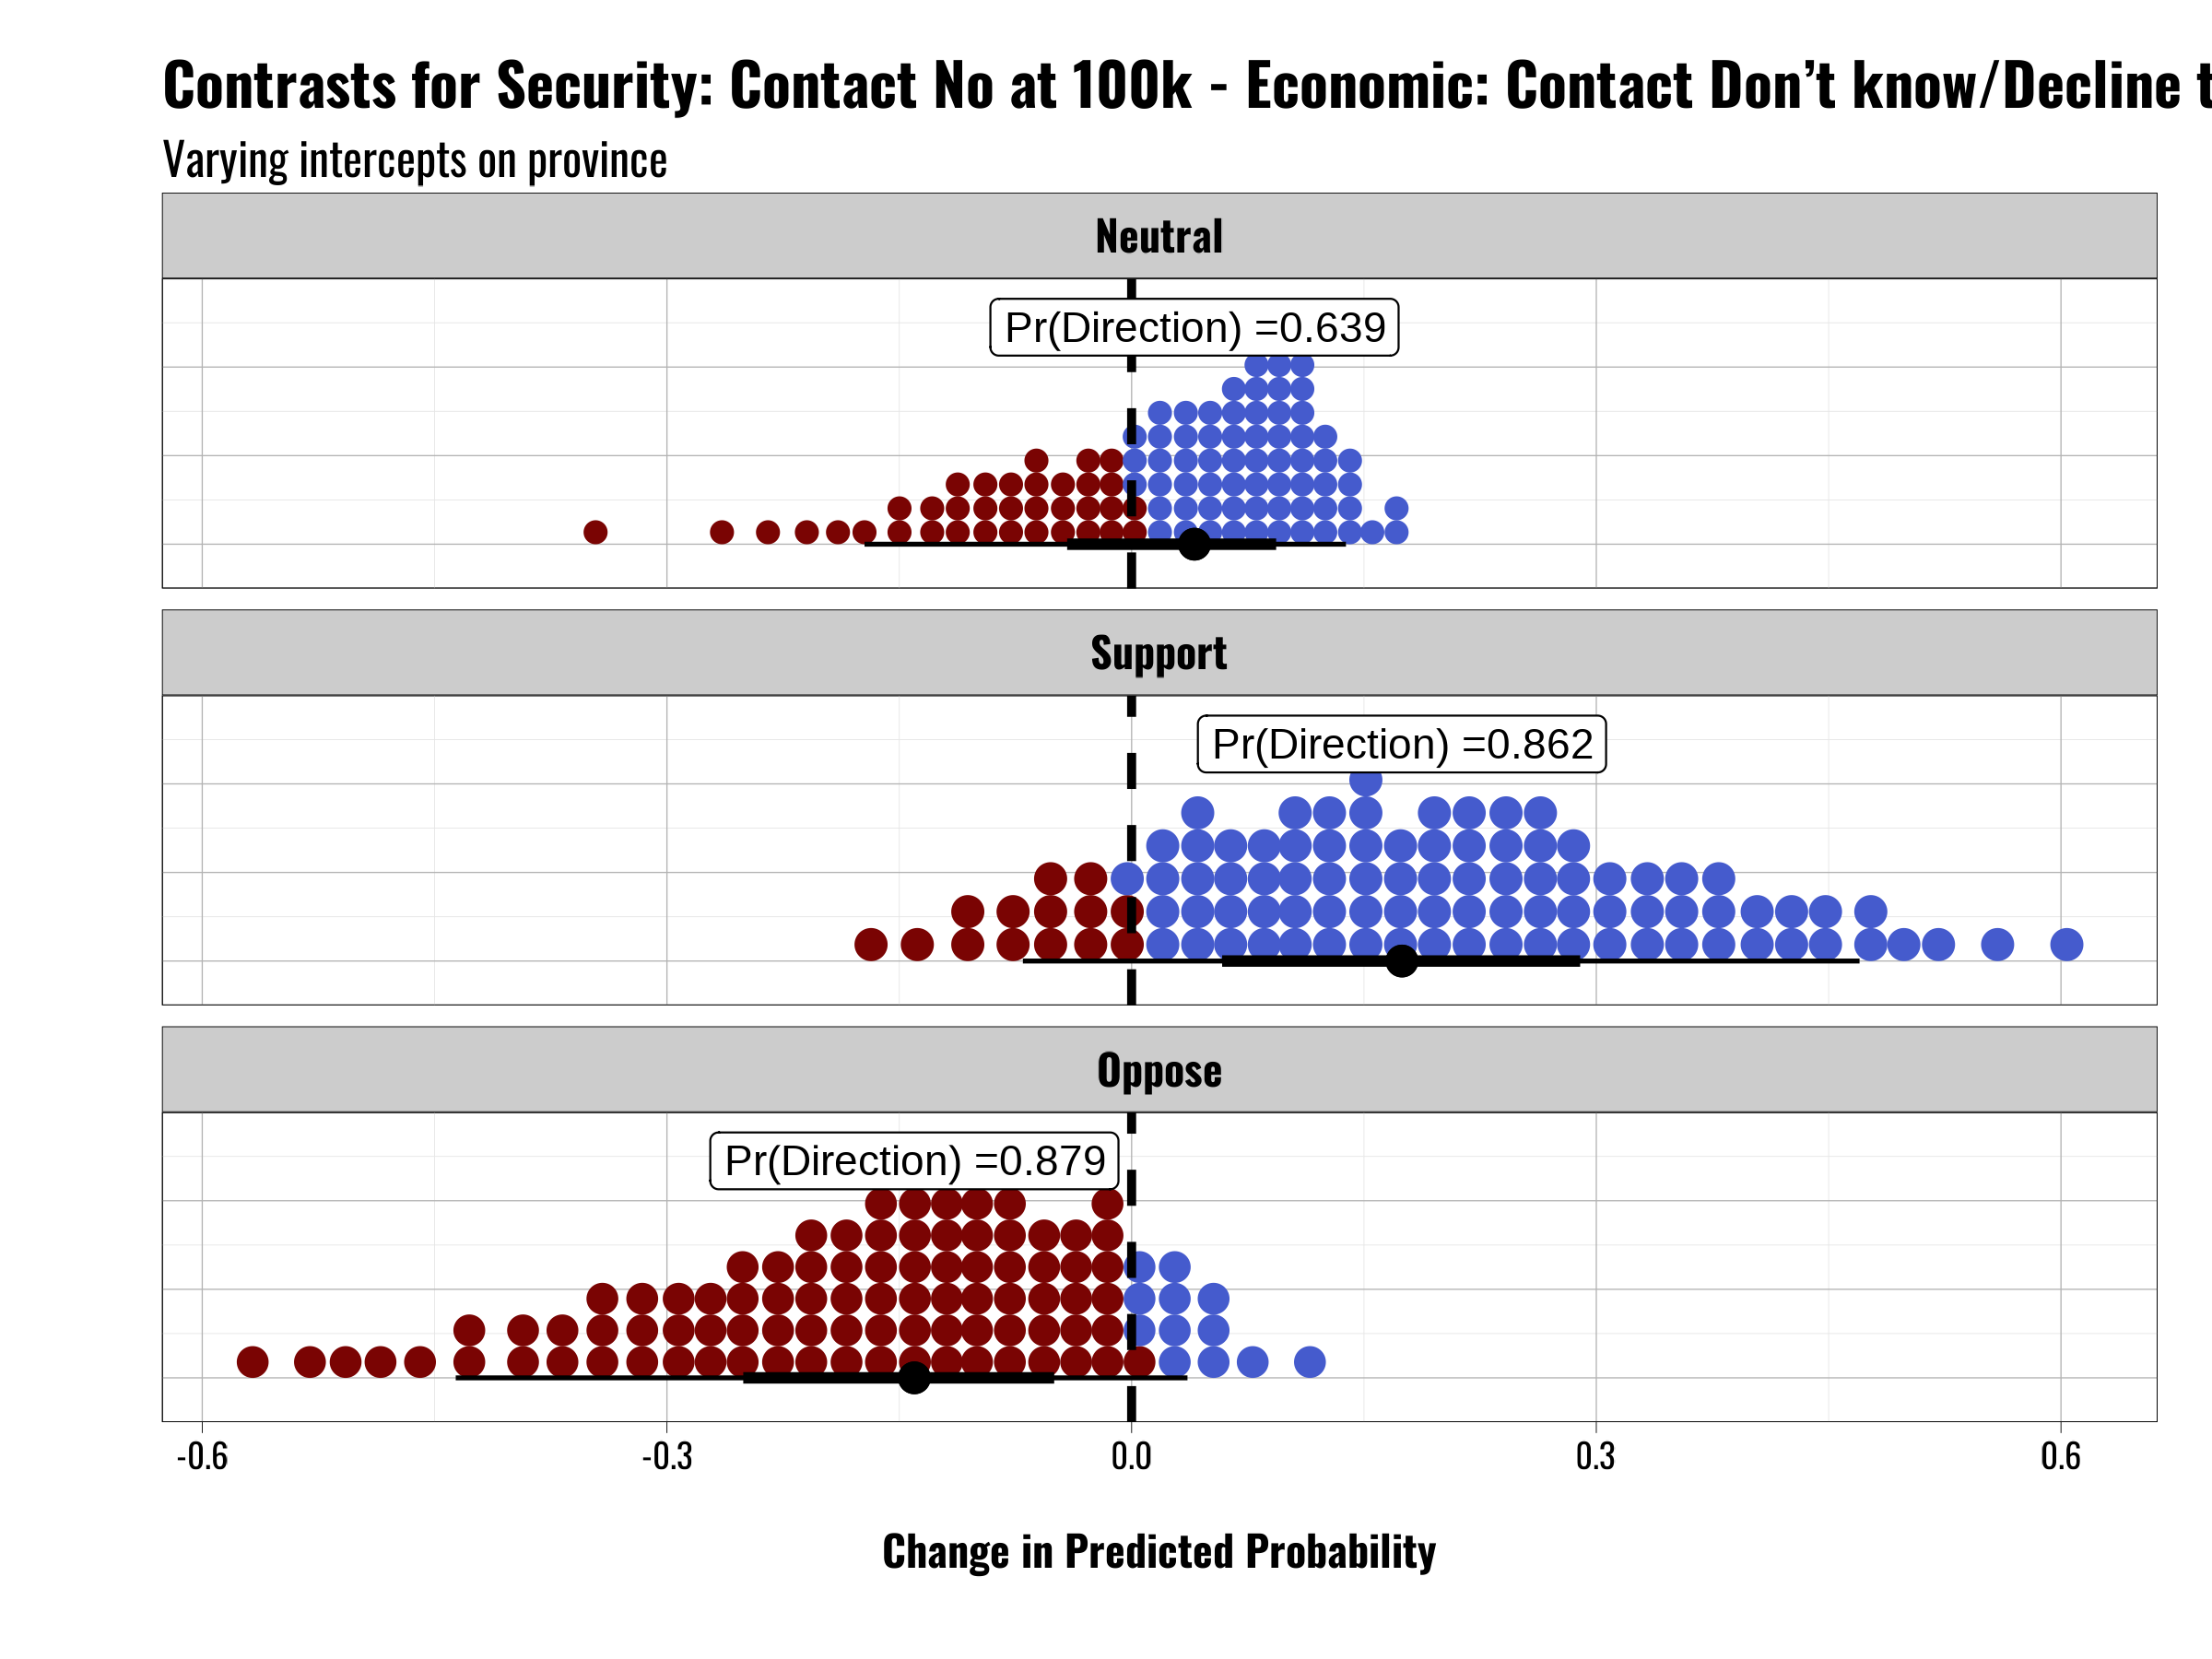 Contrasts for Security: Contact No at 100k - Economic: Contact Don’t know/Decline t
Varying intercepts on province
Neutral
Pr(Direction) =0.639
Support
Pr(Direction) =0.862
Oppose
Pr(Direction) =0.879
-0.6 -0.3 0.0 0.3 0.6
Change in Predicted Probability